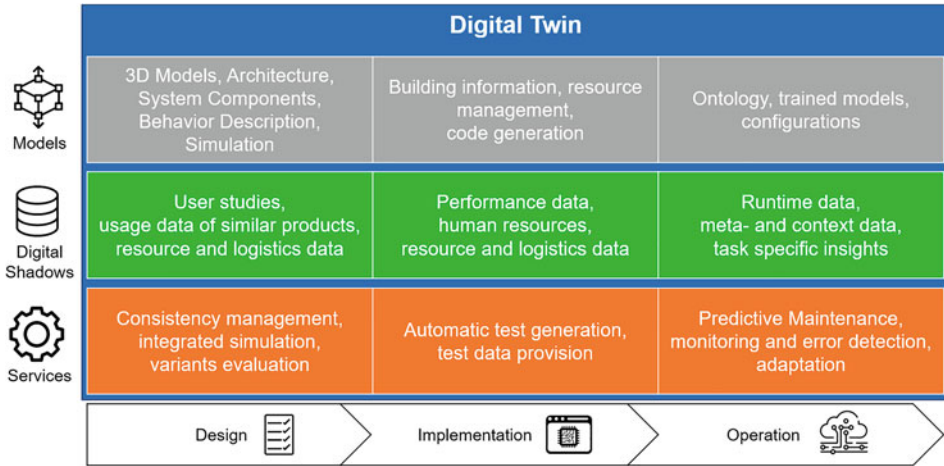 Digital Twin
Models
3D Models, Architecture,
System Components,
Behavior Description,
Simulation
Building information, resource
management,
code generation
Ontology, trained models,
configurations
Digital
Shadows
User studies,
usage data of similar products,
resource and logistics data
Performance data,
human resources,
resource and logistics data
Runtime data,
meta- and context data,
task specific insights
Services
Consistency management,
integrated simulation,
variants evaluation
Automatic test generation,
test data provision
Predictive Maintenance,
monitoring and error detection,
adaptation
Design
Implementation
Operation